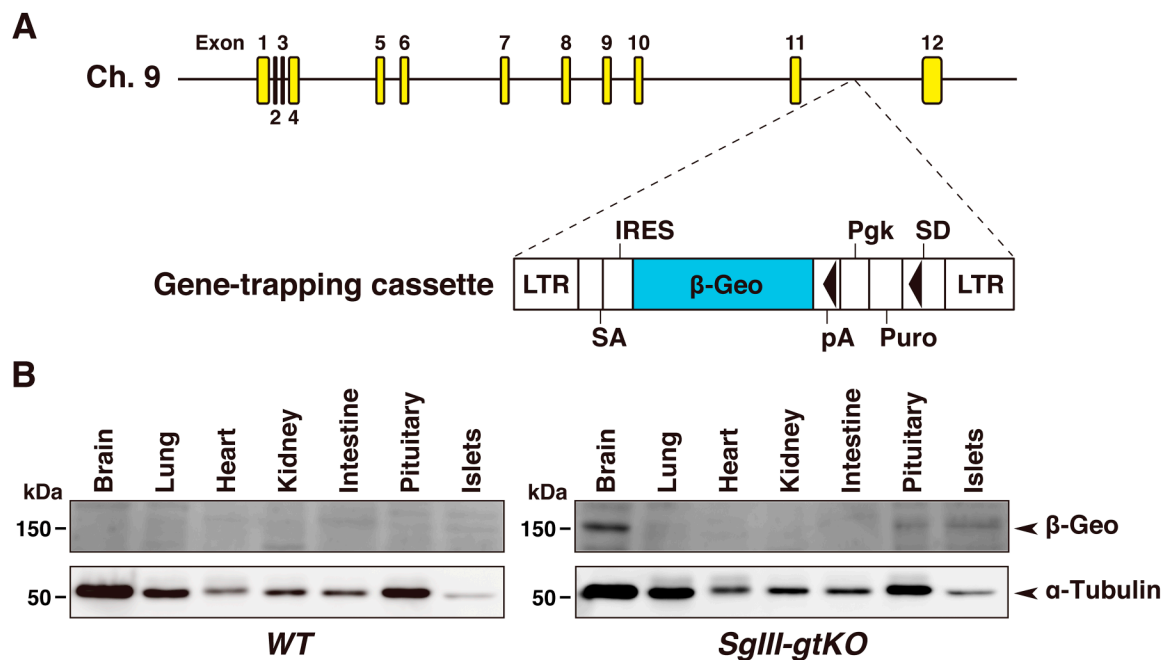 A
Exon 1 3 5 6 7 8 9 10 11 12
Ch. 9
2 4
IRES Pgk SD
Gene-trapping cassette LTR β-Geo LTR
SA pA Puro
B
Brain Lung Heart Kidney Intestine Pituitary Islets Brain Lung Heart Kidney Intestine Pituitary Islets
kDa kDa
150 150 β-Geo
50 50 α-Tubulin
WT SgIII-gtKO